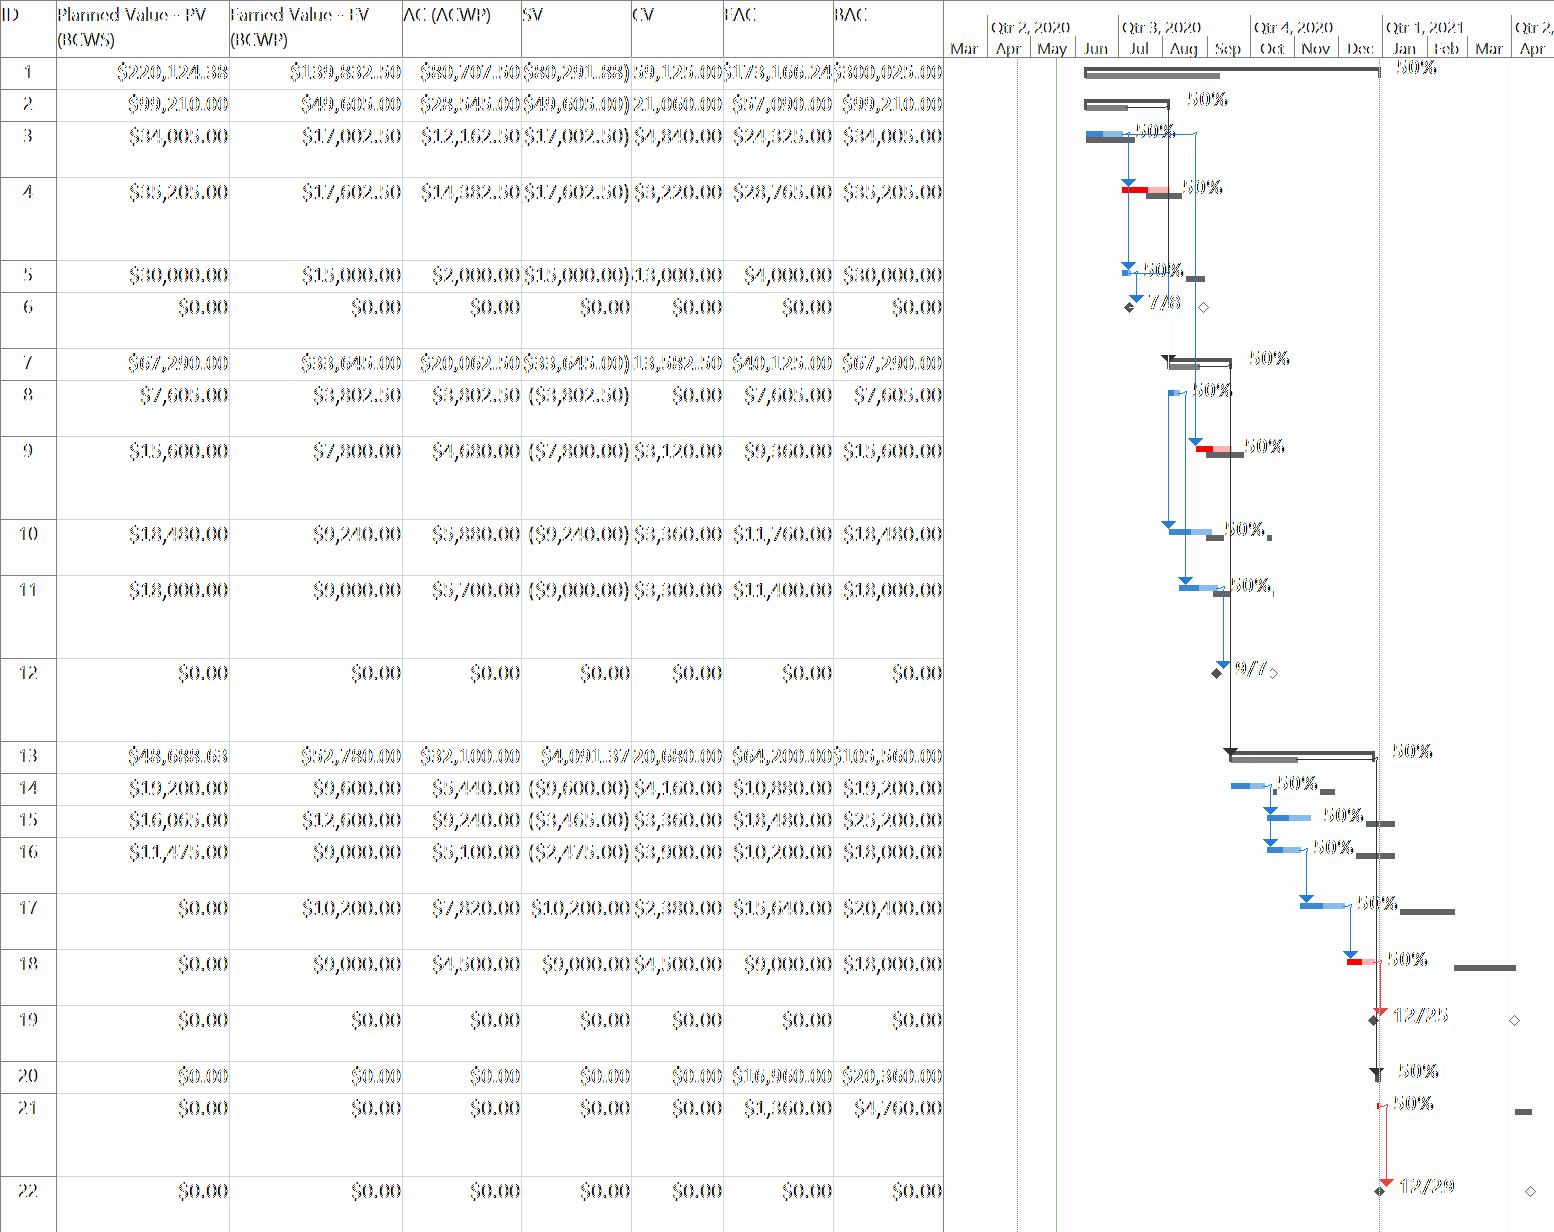 ID Planned Value - PV (BCWS) Earned Value - EV (BCWP) AC (ACWP) SV CV EAC BAC
Qtr 2, 2020 Qtr 3, 2020 Qtr 4, 2020 Qtr 1, 2021 Qtr 2,
Mar Apr May Jun Jul Aug Sep Oct Nov Dec Jan Feb Mar Apr
1 $220,124.38 $139,832.50 $80,707.50 $80,291.88) 59,125.00 $173,166.24 $300,025.00 50%
2 $99,210.00 $49,605.00 $28,545.00 $49,605.00) 21,060.00 $57,090.00 $99,210.00 50%
3 $34,005.00 $17,002.50 $12,162.50 $17,002.50) $4,840.00 $24,325.00 $34,005.00 50%
4 $35,205.00 $17,602.50 $14,382.50 $17,602.50) $3,220.00 $28,765.00 $35,205.00 50%
5 $30,000.00 $15,000.00 $2,000.00 $15,000.00) 13,000.00 $4,000.00 $30,000.00 50%
6 $0.00 $0.00 $0.00 $0.00 $0.00 $0.00 $0.00 7/8
7 $67,290.00 $33,645.00 $20,062.50 $33,645.00) 13,582.50 $40,125.00 $67,290.00 50%
8 $7,605.00 $3,802.50 $3,802.50 ($3,802.50) $0.00 $7,605.00 $7,605.00 50%
9 $15,600.00 $7,800.00 $4,680.00 ($7,800.00) $3,120.00 $9,360.00 $15,600.00 50%
10 $18,480.00 $9,240.00 $5,880.00 ($9,240.00) $3,360.00 $11,760.00 $18,480.00 50%
11 $18,000.00 $9,000.00 $5,700.00 ($9,000.00) $3,300.00 $11,400.00 $18,000.00 50%
12 $0.00 $0.00 $0.00 $0.00 $0.00 $0.00 $0.00 9/7
13 $48,688.63 $52,780.00 $32,100.00 $4,091.37 20,680.00 $64,200.00 $105,560.00 50%
14 $19,200.00 $9,600.00 $5,440.00 ($9,600.00) $4,160.00 $10,880.00 $19,200.00 50%
15 $16,065.00 $12,600.00 $9,240.00 ($3,465.00) $3,360.00 $18,480.00 $25,200.00 50%
16 $11,475.00 $9,000.00 $5,100.00 ($2,475.00) $3,900.00 $10,200.00 $18,000.00 50%
17 $0.00 $10,200.00 $7,820.00 $10,200.00 $2,380.00 $15,640.00 $20,400.00 50%
18 $0.00 $9,000.00 $4,500.00 $9,000.00 $4,500.00 $9,000.00 $18,000.00 50%
19 $0.00 $0.00 $0.00 $0.00 $0.00 $0.00 $0.00 12/25
20 $0.00 $0.00 $0.00 $0.00 $0.00 $16,960.00 $20,360.00 50%
21 $0.00 $0.00 $0.00 $0.00 $0.00 $1,360.00 $4,760.00 50%
22 $0.00 $0.00 $0.00 $0.00 $0.00 $0.00 $0.00 12/29